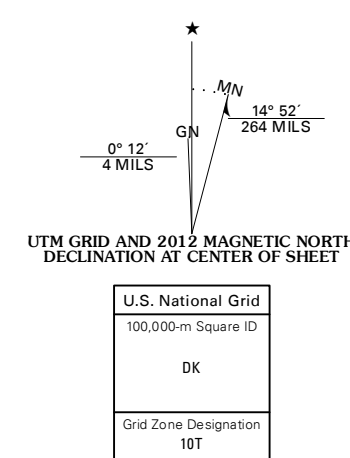 ★
MN
14° 52´
264 MILS
GN
0° 12´
4 MILS
UTM GRID AND 2012 MAGNETIC NORTH
DECLINATION AT CENTER OF SHEET
U.S. National Grid
100,000-m Square ID
DK
Grid Zone Designation
10T